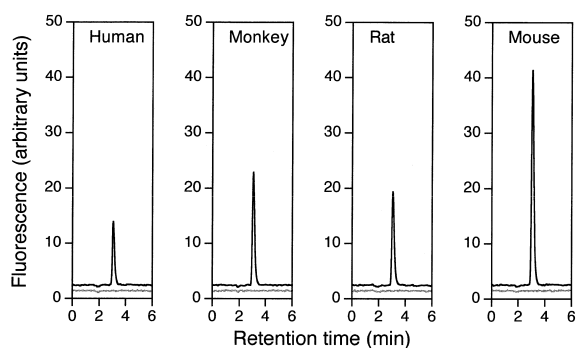 Fluorescence (arbitrary units)
50 50 50 50
Human Monkey Rat Mouse
40 40 40 40
30 30 30 30
20 20 20 20
10 10 10 10
0 0 0 0
0 2 4 6 0 2 4 6 0 2 4 6 0 2 4 6
Retention time (min)